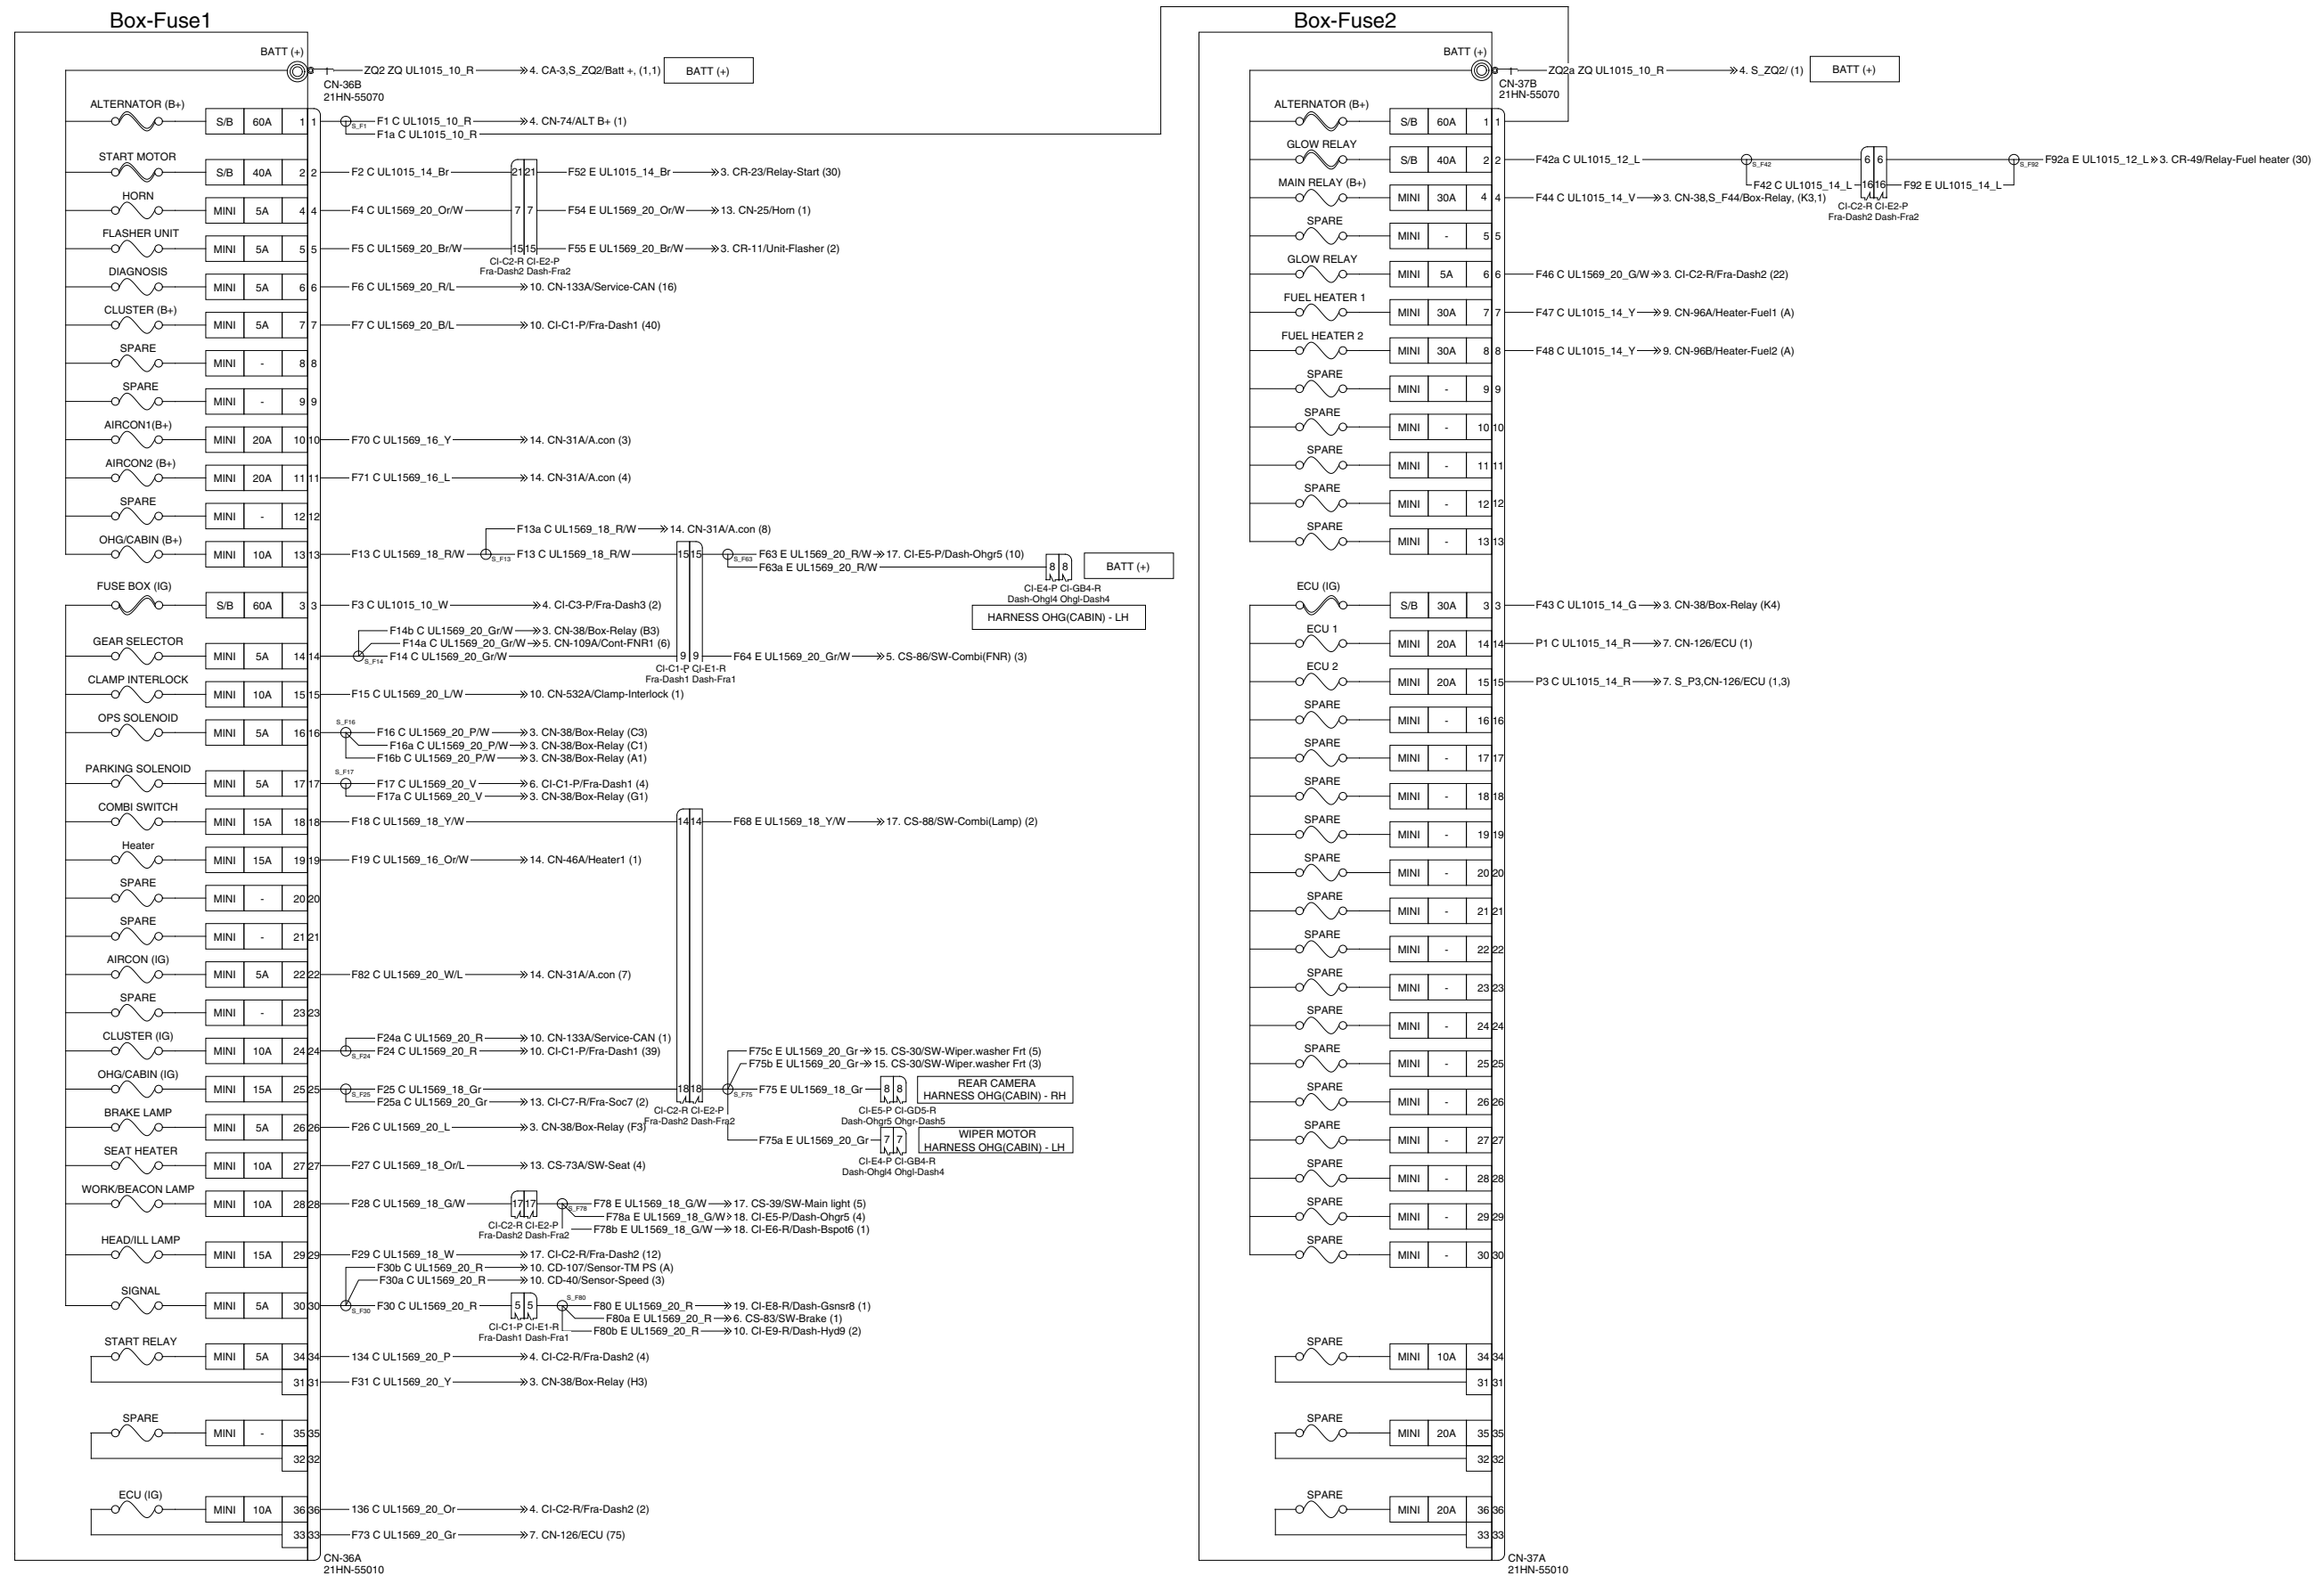 Box-Fuse1
BATT (+)
ZQ2 ZQ UL1015_10_R 4. CA-3,S_ZQ2/Batt +, (1,1) BATT (+)
CN-36B
21HN-55070
ALTERNATOR (B+)
S/B 60A 1 1 S_F1 F1 C UL1015_10_R 4. CN-74/ALT B+ (1)
F1a C UL1015_10_R
START MOTOR
S/B 40A 2 2 F2 C UL1015_14_Br 21 21 F52 E UL1015_14_Br 3. CR-23/Relay-Start (30)
HORN
MINI 5A 4 4 F4 C UL1569_20_Or/W 7 7 F54 E UL1569_20_Or/W 13. CN-25/Horn (1)
FLASHER UNIT
MINI 5A 5 5 F5 C UL1569_20_Br/W 15 15 F55 E UL1569_20_Br/W 3. CR-11/Unit-Flasher (2)
CI-C2-R CI-E2-P
Fra-Dash2 Dash-Fra2
DIAGNOSIS
MINI 5A 6 6 F6 C UL1569_20_R/L 10. CN-133A/Service-CAN (16)
CLUSTER (B+)
MINI 5A 7 7 F7 C UL1569_20_B/L 10. CI-C1-P/Fra-Dash1 (40)
SPARE
MINI - 8 8
SPARE
MINI - 9 9
AIRCON1(B+)
MINI 20A 10 10 F70 C UL1569_16_Y 14. CN-31A/A.con (3)
AIRCON2 (B+)
MINI 20A 11 11 F71 C UL1569_16_L 14. CN-31A/A.con (4)
SPARE
MINI - 12 12
F13a C UL1569_18_R/W 14. CN-31A/A.con (8)
OHG/CABIN (B+)
MINI 10A 13 13 F13 C UL1569_18_R/W S_F13 F13 C UL1569_18_R/W 15 15 S_F63 F63 E UL1569_20_R/W 17. CI-E5-P/Dash-Ohgr5 (10)
F63a E UL1569_20_R/W 8 8 BATT (+)
CI-E4-P CI-GB4-R
Dash-Ohgl4 Ohgl-Dash4
HARNESS OHG(CABIN) - LH
FUSE BOX (IG)
S/B 60A 3 3 F3 C UL1015_10_W 4. CI-C3-P/Fra-Dash3 (2)
F14b C UL1569_20_Gr/W 3. CN-38/Box-Relay (B3)
F14a C UL1569_20_Gr/W 5. CN-109A/Cont-FNR1 (6)
GEAR SELECTOR
MINI 5A 14 14 S_F14 F14 C UL1569_20_Gr/W 9 9 F64 E UL1569_20_Gr/W 5. CS-86/SW-Combi(FNR) (3)
CI-C1-P CI-E1-R
Fra-Dash1 Dash-Fra1
CLAMP INTERLOCK
MINI 10A 15 15 F15 C UL1569_20_L/W 10. CN-532A/Clamp-Interlock (1)
OPS SOLENOID
S_F16
MINI 5A 16 16 F16 C UL1569_20_P/W 3. CN-38/Box-Relay (C3)
F16a C UL1569_20_P/W 3. CN-38/Box-Relay (C1)
F16b C UL1569_20_P/W 3. CN-38/Box-Relay (A1)
PARKING SOLENOID
S_F17
MINI 5A 17 17 F17 C UL1569_20_V 6. CI-C1-P/Fra-Dash1 (4)
F17a C UL1569_20_V 3. CN-38/Box-Relay (G1)
COMBI SWITCH
MINI 15A 18 18 F18 C UL1569_18_Y/W 14 14 F68 E UL1569_18_Y/W 17. CS-88/SW-Combi(Lamp) (2)
Heater
MINI 15A 19 19 F19 C UL1569_16_Or/W 14. CN-46A/Heater1 (1)
SPARE
MINI - 20 20
SPARE
MINI - 21 21
AIRCON (IG)
MINI 5A 22 22 F82 C UL1569_20_W/L 14. CN-31A/A.con (7)
SPARE
MINI - 23 23
F24a C UL1569_20_R 10. CN-133A/Service-CAN (1)
CLUSTER (IG)
MINI 10A 24 24 S_F24 F24 C UL1569_20_R 10. CI-C1-P/Fra-Dash1 (39)
F75c E UL1569_20_Gr 15. CS-30/SW-Wiper.washer Frt (5)
F75b E UL1569_20_Gr 15. CS-30/SW-Wiper.washer Frt (3)
OHG/CABIN (IG)
MINI 15A 25 25 S_F25 F25 C UL1569_18_Gr 18 18 S_F75 F75 E UL1569_18_Gr 8 8 REAR CAMERA
HARNESS OHG(CABIN) - RH
F25a C UL1569_20_Gr 13. CI-C7-R/Fra-Soc7 (2)
CI-C2-R CI-E2-P
Fra-Dash2 Dash-Fra2
CI-E5-P CI-GD5-R
Dash-Ohgr5 Ohgr-Dash5
BRAKE LAMP
MINI 5A 26 26 F26 C UL1569_20_L 3. CN-38/Box-Relay (F3)
F75a E UL1569_20_Gr 7 7 WIPER MOTOR
HARNESS OHG(CABIN) - LH
CI-E4-P CI-GB4-R
Dash-Ohgl4 Ohgl-Dash4
SEAT HEATER
MINI 10A 27 27 F27 C UL1569_18_Or/L 13. CS-73A/SW-Seat (4)
WORK/BEACON LAMP
MINI 10A 28 28 F28 C UL1569_18_G/W 17 17 S_F78 F78 E UL1569_18_G/W 17. CS-39/SW-Main light (5)
F78a E UL1569_18_G/W 18. CI-E5-P/Dash-Ohgr5 (4)
F78b E UL1569_18_G/W 18. CI-E6-R/Dash-Bspot6 (1)
CI-C2-R CI-E2-P
Fra-Dash2 Dash-Fra2
HEAD/ILL LAMP
MINI 15A 29 29 F29 C UL1569_18_W 17. CI-C2-R/Fra-Dash2 (12)
F30b C UL1569_20_R 10. CD-107/Sensor-TM PS (A)
F30a C UL1569_20_R 10. CD-40/Sensor-Speed (3)
SIGNAL
S_F80
MINI 5A 30 30 S_F30 F30 C UL1569_20_R 5 5 F80 E UL1569_20_R 19. CI-E8-R/Dash-Gsnsr8 (1)
F80a E UL1569_20_R 6. CS-83/SW-Brake (1)
F80b E UL1569_20_R 10. CI-E9-R/Dash-Hyd9 (2)
CI-C1-P CI-E1-R
Fra-Dash1 Dash-Fra1
START RELAY
MINI 5A 34 34 134 C UL1569_20_P 4. CI-C2-R/Fra-Dash2 (4)
31 31 F31 C UL1569_20_Y 3. CN-38/Box-Relay (H3)
SPARE
MINI - 35 35
32 32
ECU (IG)
MINI 10A 36 36 136 C UL1569_20_Or 4. CI-C2-R/Fra-Dash2 (2)
33 33 F73 C UL1569_20_Gr 7. CN-126/ECU (75)
CN-36A
21HN-55010
Box-Fuse2
BATT (+)
ZQ2a ZQ UL1015_10_R 4. S_ZQ2/ (1) BATT (+)
CN-37B
21HN-55070
ALTERNATOR (B+)
S/B 60A 1 1
GLOW RELAY
S/B 40A 2 2 F42a C UL1015_12_L S_F42 6 6 S_F92 F92a E UL1015_12_L 3. CR-49/Relay-Fuel heater (30)
F42 C UL1015_14_L 16 16 F92 E UL1015_14_L
CI-C2-R CI-E2-P
Fra-Dash2 Dash-Fra2
MAIN RELAY (B+)
MINI 30A 4 4 F44 C UL1015_14_V 3. CN-38,S_F44/Box-Relay, (K3,1)
SPARE
MINI - 5 5
GLOW RELAY
MINI 5A 6 6 F46 C UL1569_20_G/W 3. CI-C2-R/Fra-Dash2 (22)
FUEL HEATER 1
MINI 30A 7 7 F47 C UL1015_14_Y 9. CN-96A/Heater-Fuel1 (A)
FUEL HEATER 2
MINI 30A 8 8 F48 C UL1015_14_Y 9. CN-96B/Heater-Fuel2 (A)
SPARE
MINI - 9 9
SPARE
MINI - 10 10
SPARE
MINI - 11 11
SPARE
MINI - 12 12
SPARE
MINI - 13 13
ECU (IG)
S/B 30A 3 3 F43 C UL1015_14_G 3. CN-38/Box-Relay (K4)
ECU 1
MINI 20A 14 14 P1 C UL1015_14_R 7. CN-126/ECU (1)
ECU 2
MINI 20A 15 15 P3 C UL1015_14_R 7. S_P3,CN-126/ECU (1,3)
SPARE
MINI - 16 16
SPARE
MINI - 17 17
SPARE
MINI - 18 18
SPARE
MINI - 19 19
SPARE
MINI - 20 20
SPARE
MINI - 21 21
SPARE
MINI - 22 22
SPARE
MINI - 23 23
SPARE
MINI - 24 24
SPARE
MINI - 25 25
SPARE
MINI - 26 26
SPARE
MINI - 27 27
SPARE
MINI - 28 28
SPARE
MINI - 29 29
SPARE
MINI - 30 30
SPARE
MINI 10A 34 34
31 31
SPARE
MINI 20A 35 35
32 32
SPARE
MINI 20A 36 36
33 33
CN-37A
21HN-55010